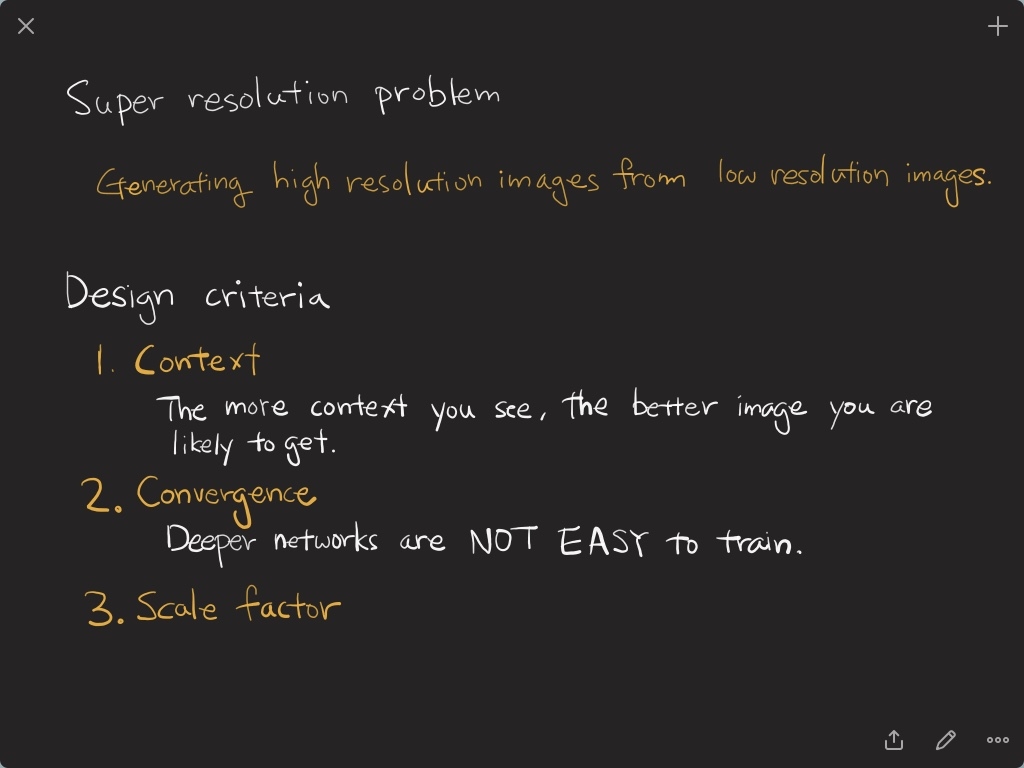 Super resolution problem
Generating high resolution images from low resolution images.
Design criteria
1. Context
The more context you see, the better image you are
likely to get.
2. Convergence
Deeper networks are NOT EASY to train.
3. Scale factor